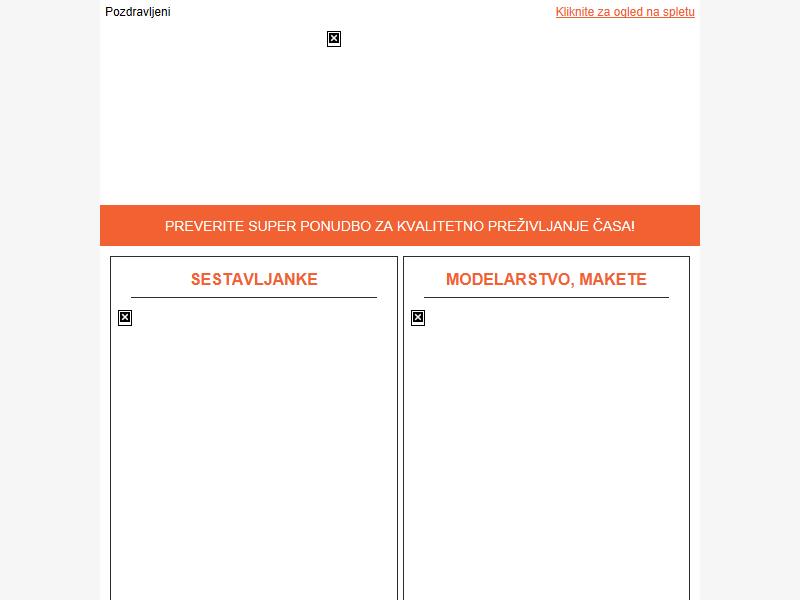 Pozdravljeni
Kliknite za ogled na spletu
PREVERITE SUPER PONUDBO ZA KVALITETNO PREŽIVLJANJE ČASA!
SESTAVLJANKE
MODELARSTVO, MAKETE